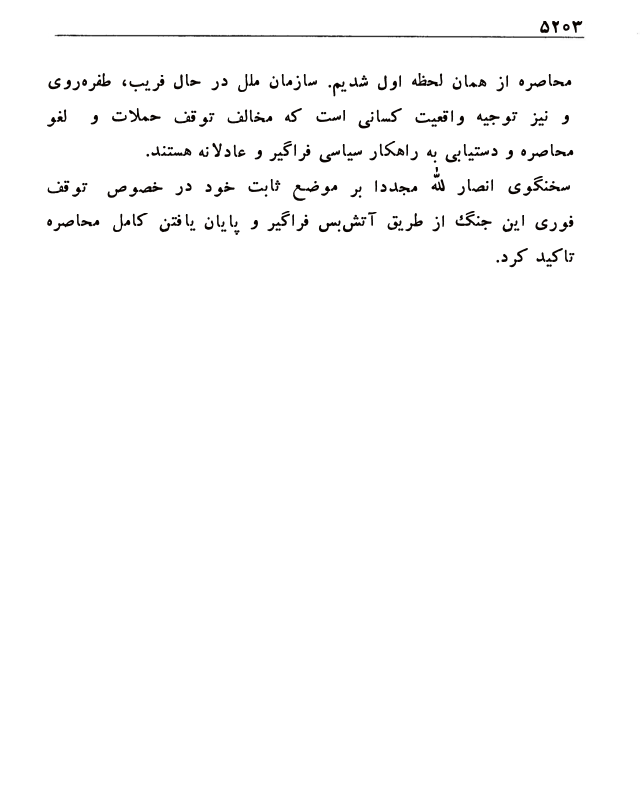 ۵۲۰۳
محاصره از همان لحظه اول شدیم. سازمان ملل در حال فریب، طفره‌روی
و نیز توجیه واقعیت کسانی است که مخالف توقف حملات و لغو
محاصره و دستیابی به راهکار سیاسی فراگیر و عادلانه هستند.
سخنگوی انصار لله مجددا بر موضع ثابت خود در خصوص توقف
فوری این جنگ از طریق آتش‌بس فراگیر و پایان یافتن کامل محاصره
تاکید کرد.